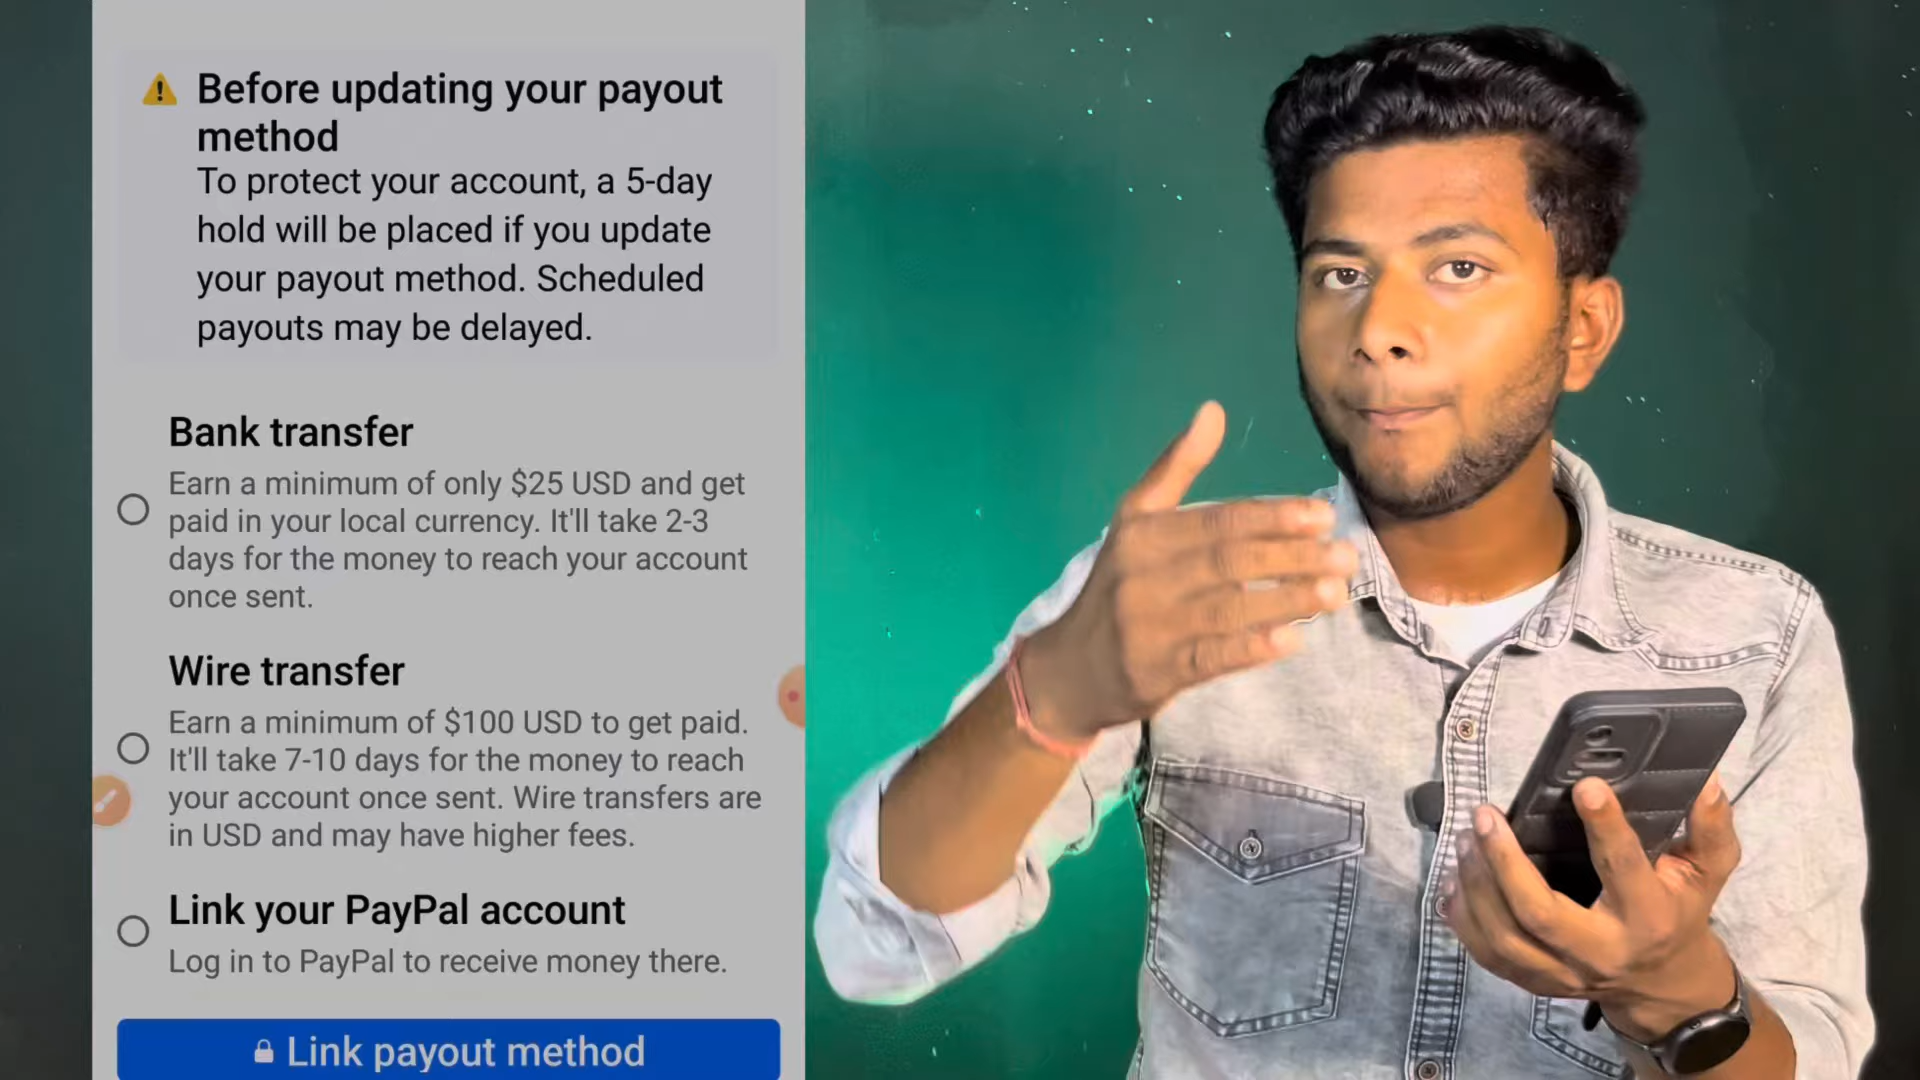 Before updating your payout
method
To protect your account, a 5-day
hold will be placed if you update
your payout method. Scheduled
payouts may be delayed.
Bank transfer
Earn a minimum of only $25 USD and get
paid in your local currency. It'll take 2-3
days for the money to reach your account
once sent.
Wire transfer
Earn a minimum of $100 USD to get paid.
It'll take 7-10 days for the money to reach
your account once sent. Wire transfers are
in USD and may have higher fees.
Link your PayPal account
Log in to PayPal to receive money there.
Link payout method